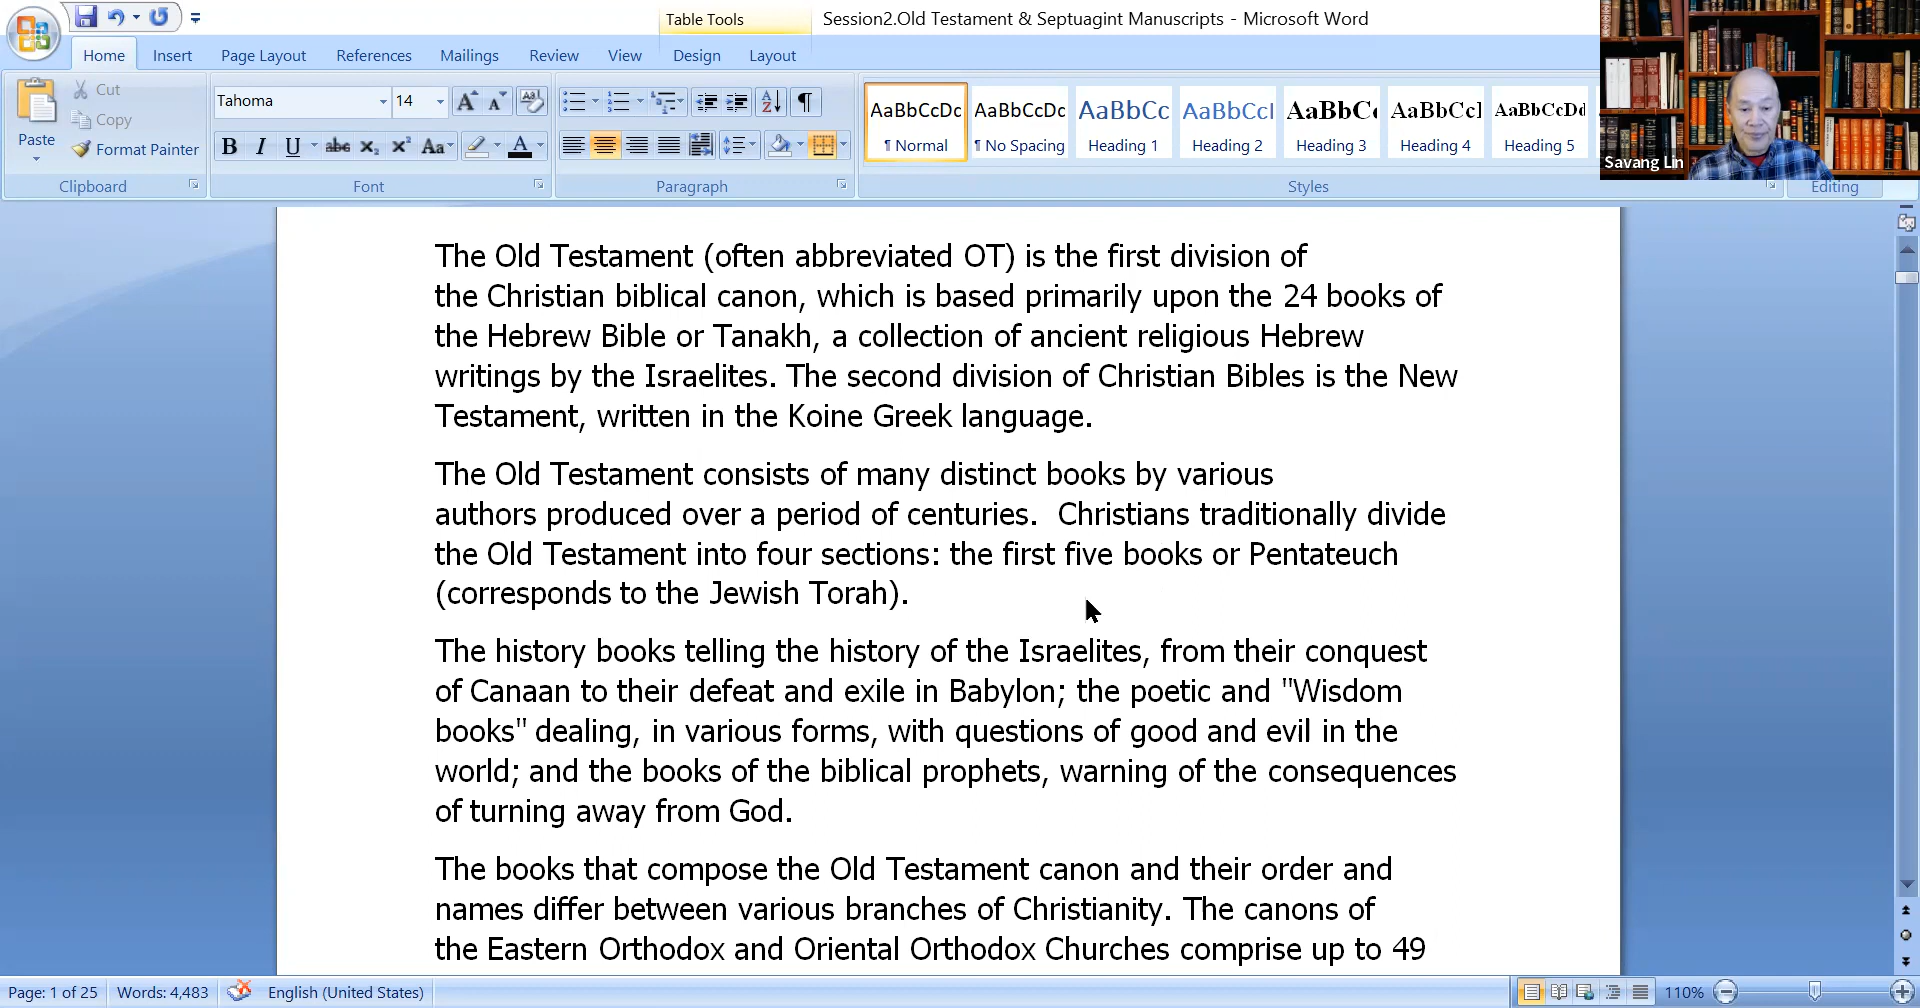 Table Tools
Session2.Old Testament & Septuagint Manuscripts - Microsoft Word
Home Insert Page Layout References Mailings Review View Design Layout
Paste
Cut
Copy
Format Painter
Clipboard
Tahoma 14
B I U abc x₂ x² Aa A
Font
Paragraph
AaBbCcDc AaBbCcDc AaBbCc AaBbCcI AaBbC AaBbCcI AaBbCcDd
¶ Normal ¶ No Spacing Heading 1 Heading 2 Heading 3 Heading 4 Heading 5
Styles
Editing
Savang Lin
The Old Testament (often abbreviated OT) is the first division of
the Christian biblical canon, which is based primarily upon the 24 books of
the Hebrew Bible or Tanakh, a collection of ancient religious Hebrew
writings by the Israelites. The second division of Christian Bibles is the New
Testament, written in the Koine Greek language.
The Old Testament consists of many distinct books by various
authors produced over a period of centuries.  Christians traditionally divide
the Old Testament into four sections: the first five books or Pentateuch
(corresponds to the Jewish Torah).
The history books telling the history of the Israelites, from their conquest
of Canaan to their defeat and exile in Babylon; the poetic and "Wisdom
books" dealing, in various forms, with questions of good and evil in the
world; and the books of the biblical prophets, warning of the consequences
of turning away from God.
The books that compose the Old Testament canon and their order and
names differ between various branches of Christianity. The canons of
the Eastern Orthodox and Oriental Orthodox Churches comprise up to 49
Page: 1 of 25 Words: 4,483 English (United States) 110%